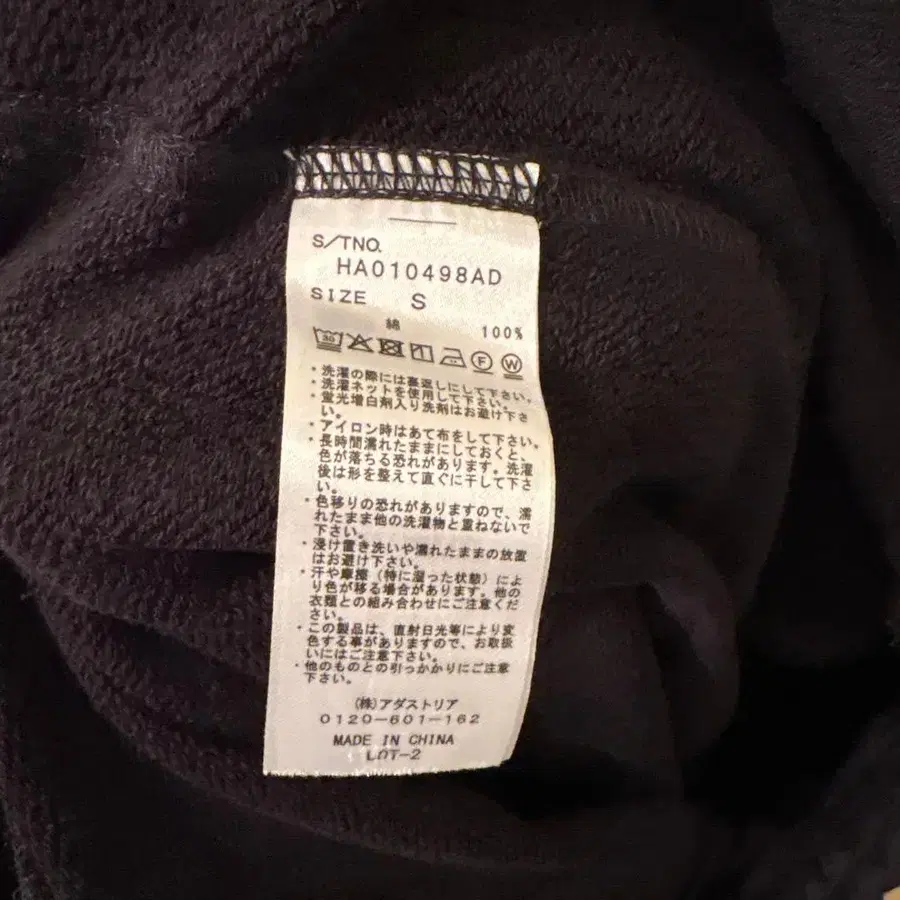 S/TNO.
HA010498AD
SIZE S
綿 100%
30 F W
・洗濯の際には裏返しにして下さい。
・洗濯ネットを使用して下さい。
・蛍光増白剤入り洗剤はお避け下さ
い。
・アイロン時はあて布をして下さい。
・長時間濡れたままにしておくと、
色が落ちる恐れがあります。洗濯
後は形を整えて直ぐに干して下さ
い。
・色移りの恐れがありますので、濡
れたまま他の洗濯物と重ねないで
下さい。
・浸け置き洗いや濡れたままの放置
はお避け下さい。
・汗や摩擦（特に湿った状態）によ
り色が移る場合があります。他の
衣類との組み合わせにご注意くだ
さい。
・この製品は、直射日光等により変
色する事がありますので、お取扱
いにはご注意下さい。
・他のものとの引っかかりにご注意
下さい。
(株)アダストリア
0120-601-162
MADE IN CHINA
LOT-2